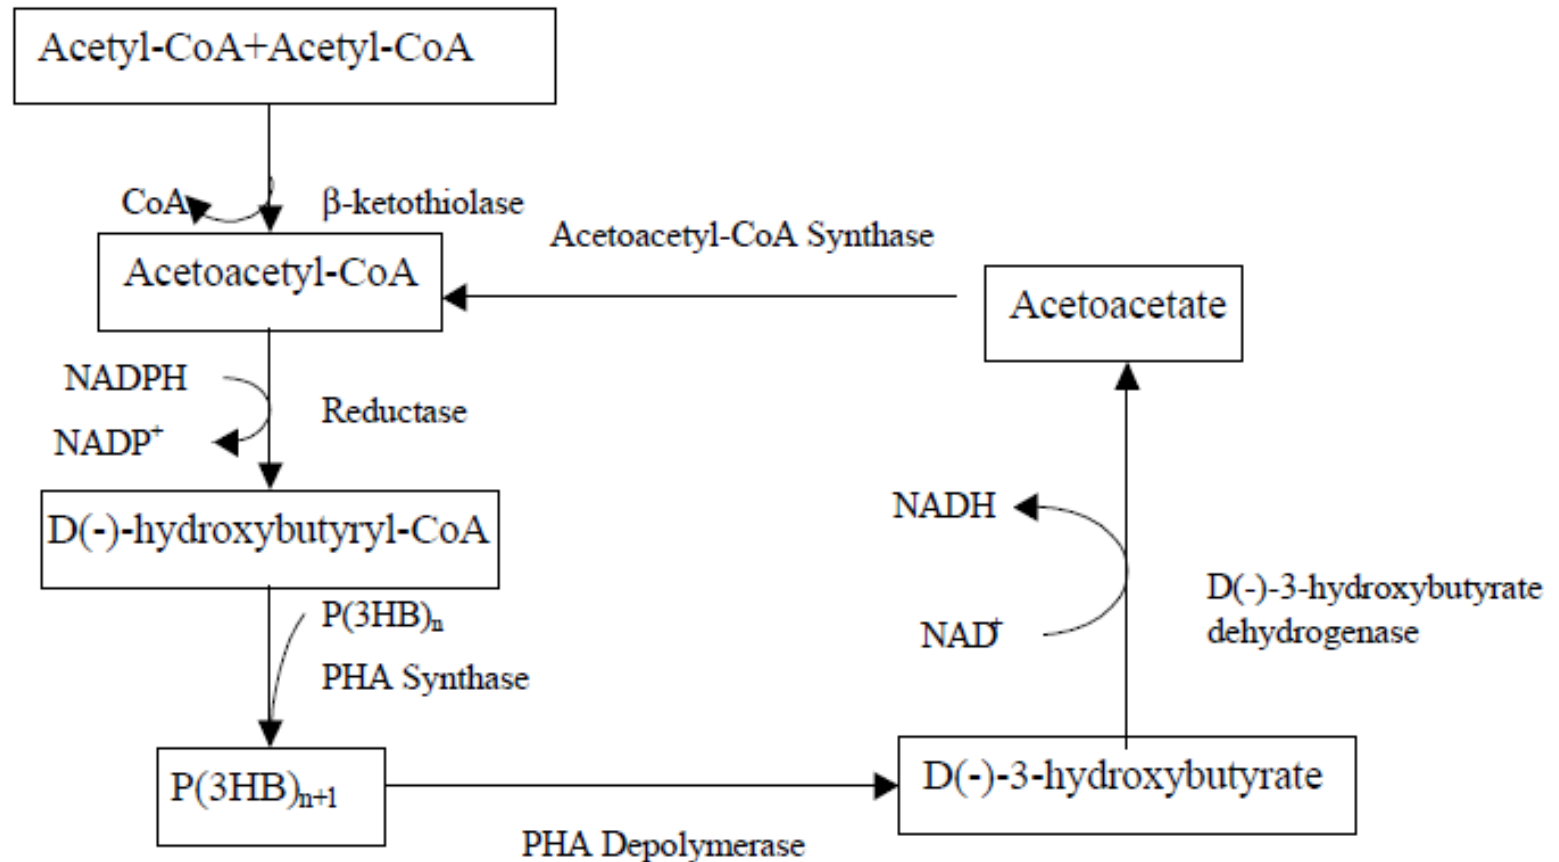 Acetyl-CoA+Acetyl-CoA
CoA
β-ketothiolase
Acetoacetyl-CoA Synthase
Acetoacetyl-CoA
Acetoacetate
NADPH
Reductase
NADP⁺
NADH
D(-)-hydroxybutyryl-CoA
D(-)-3-hydroxybutyrate
dehydrogenase
P(3HB)ₙ
NAD⁺
PHA Synthase
P(3HB)ₙ₊₁
D(-)-3-hydroxybutyrate
PHA Depolymerase